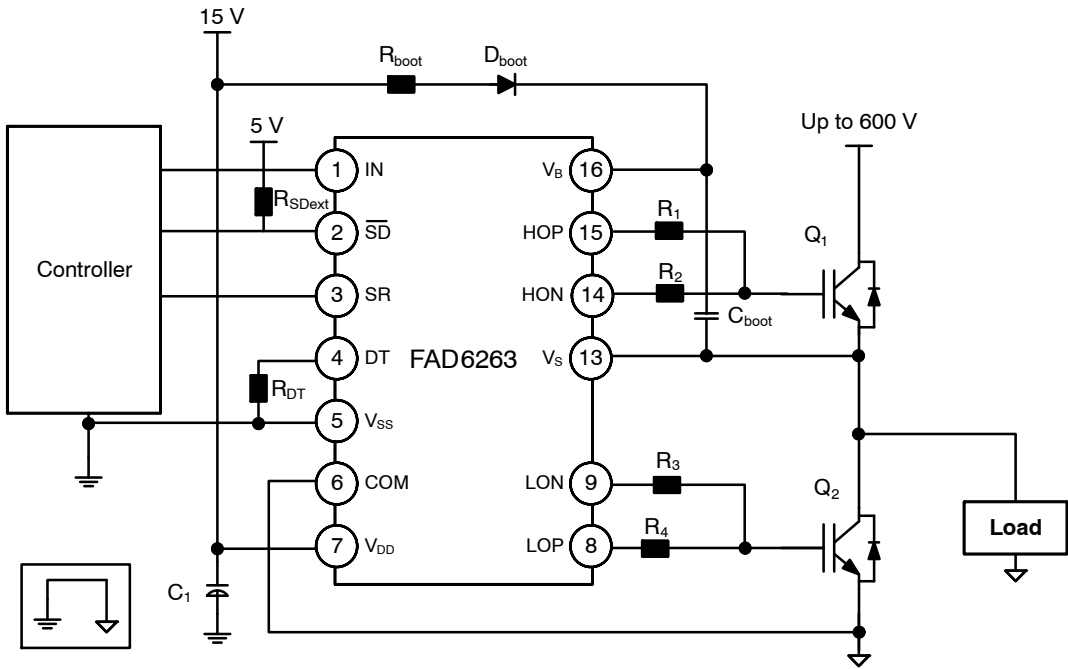 15 V
Rboot
Dboot
5 V
Up to 600 V
1 IN
VB 16
RSDext
R1
2 SD
HOP 15
Q1
Controller
R2
3 SR
HON 14
Cboot
4 DT
FAD6263
VS 13
RDT
5 VSS
R3
6 COM
LON 9
Q2
R4
Load
7 VDD
LOP 8
C1